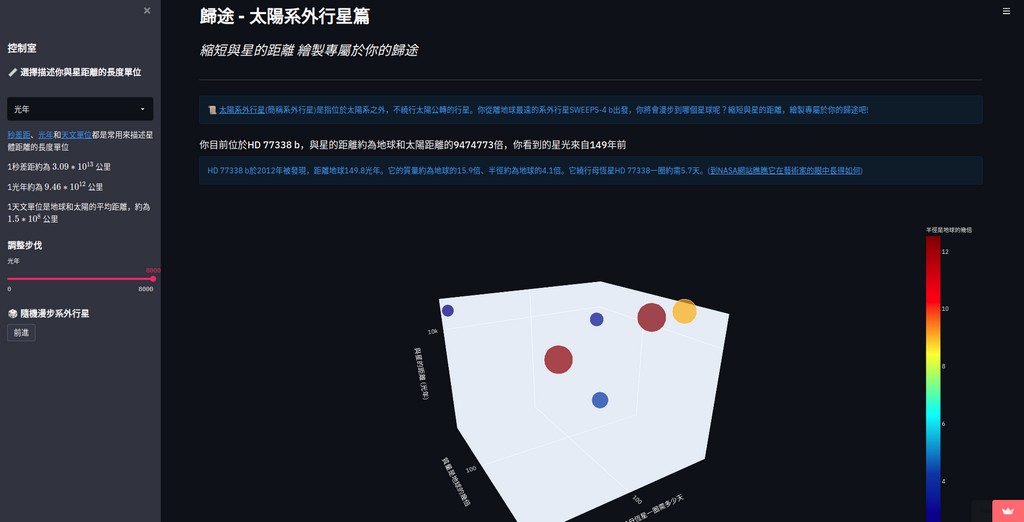 控制室
選擇描述你與星距離的長度單位
光年
秒差距、光年和天文單位都是常用來描述星
體距離的長度單位
1秒差距約為 3.09 * 10¹³ 公里
1光年約為 9.46 * 10¹² 公里
1天文單位是地球和太陽的平均距離，約為
1.5 * 10⁸ 公里
調整步伐
光年
8000
0
8000
隨機漫步系外行星
前進
歸途 - 太陽系外行星篇
縮短與星的距離 繪製專屬於你的歸途
太陽系外行星(簡稱系外行星)是指位於太陽系之外，不繞行太陽公轉的行星。你從離地球最遠的系外行星SWEEPS-4 b出發，你將會漫步到哪個星球呢？縮短與星的距離，繪製專屬於你的歸途吧!
你目前位於HD 77338 b，與星的距離約為地球和太陽距離的9474773倍，你看到的星光來自149年前
HD 77338 b於2012年被發現，距離地球149.8光年。它的質量約為地球的15.9倍、半徑約為地球的4.1倍。它繞行母恆星HD 77338一圈約需5.7天。(到NASA網站瞧瞧它在藝術家的眼中長得如何)
半徑是地球的幾倍
12
10
8
6
4
10k
與星的距離 (光年)
100
質量是地球的幾倍
100
母恆星一圈需多少天